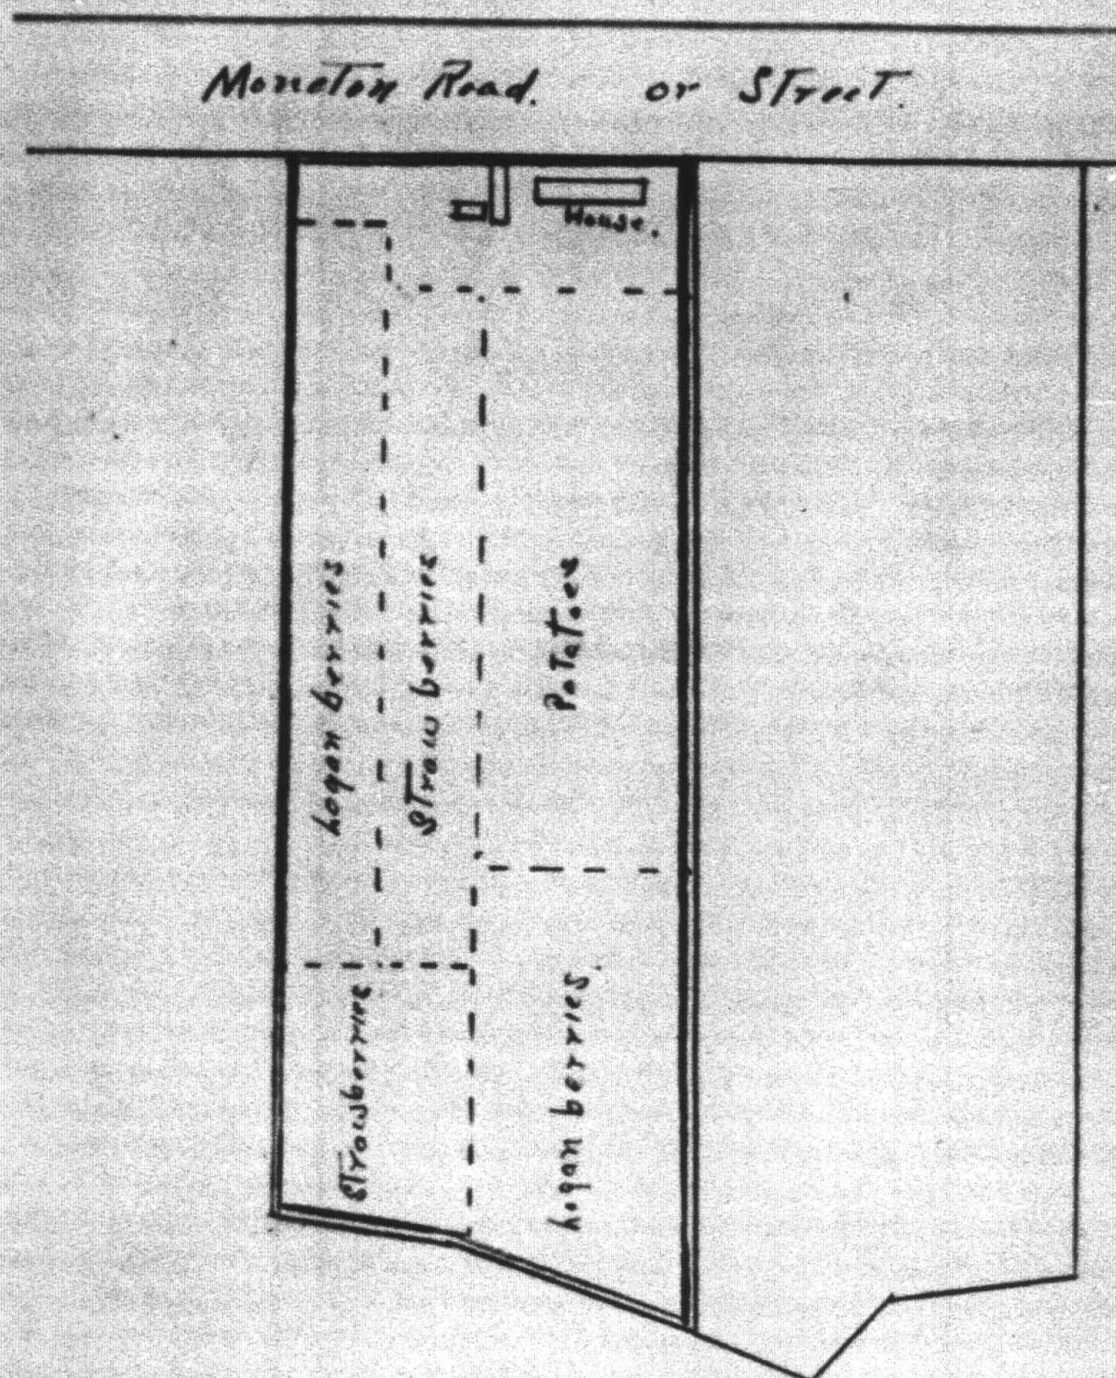 Moncton Road. or Street.
House.
Logan berries
Straw berries
Potatoes
Strawberries
Logan berries.